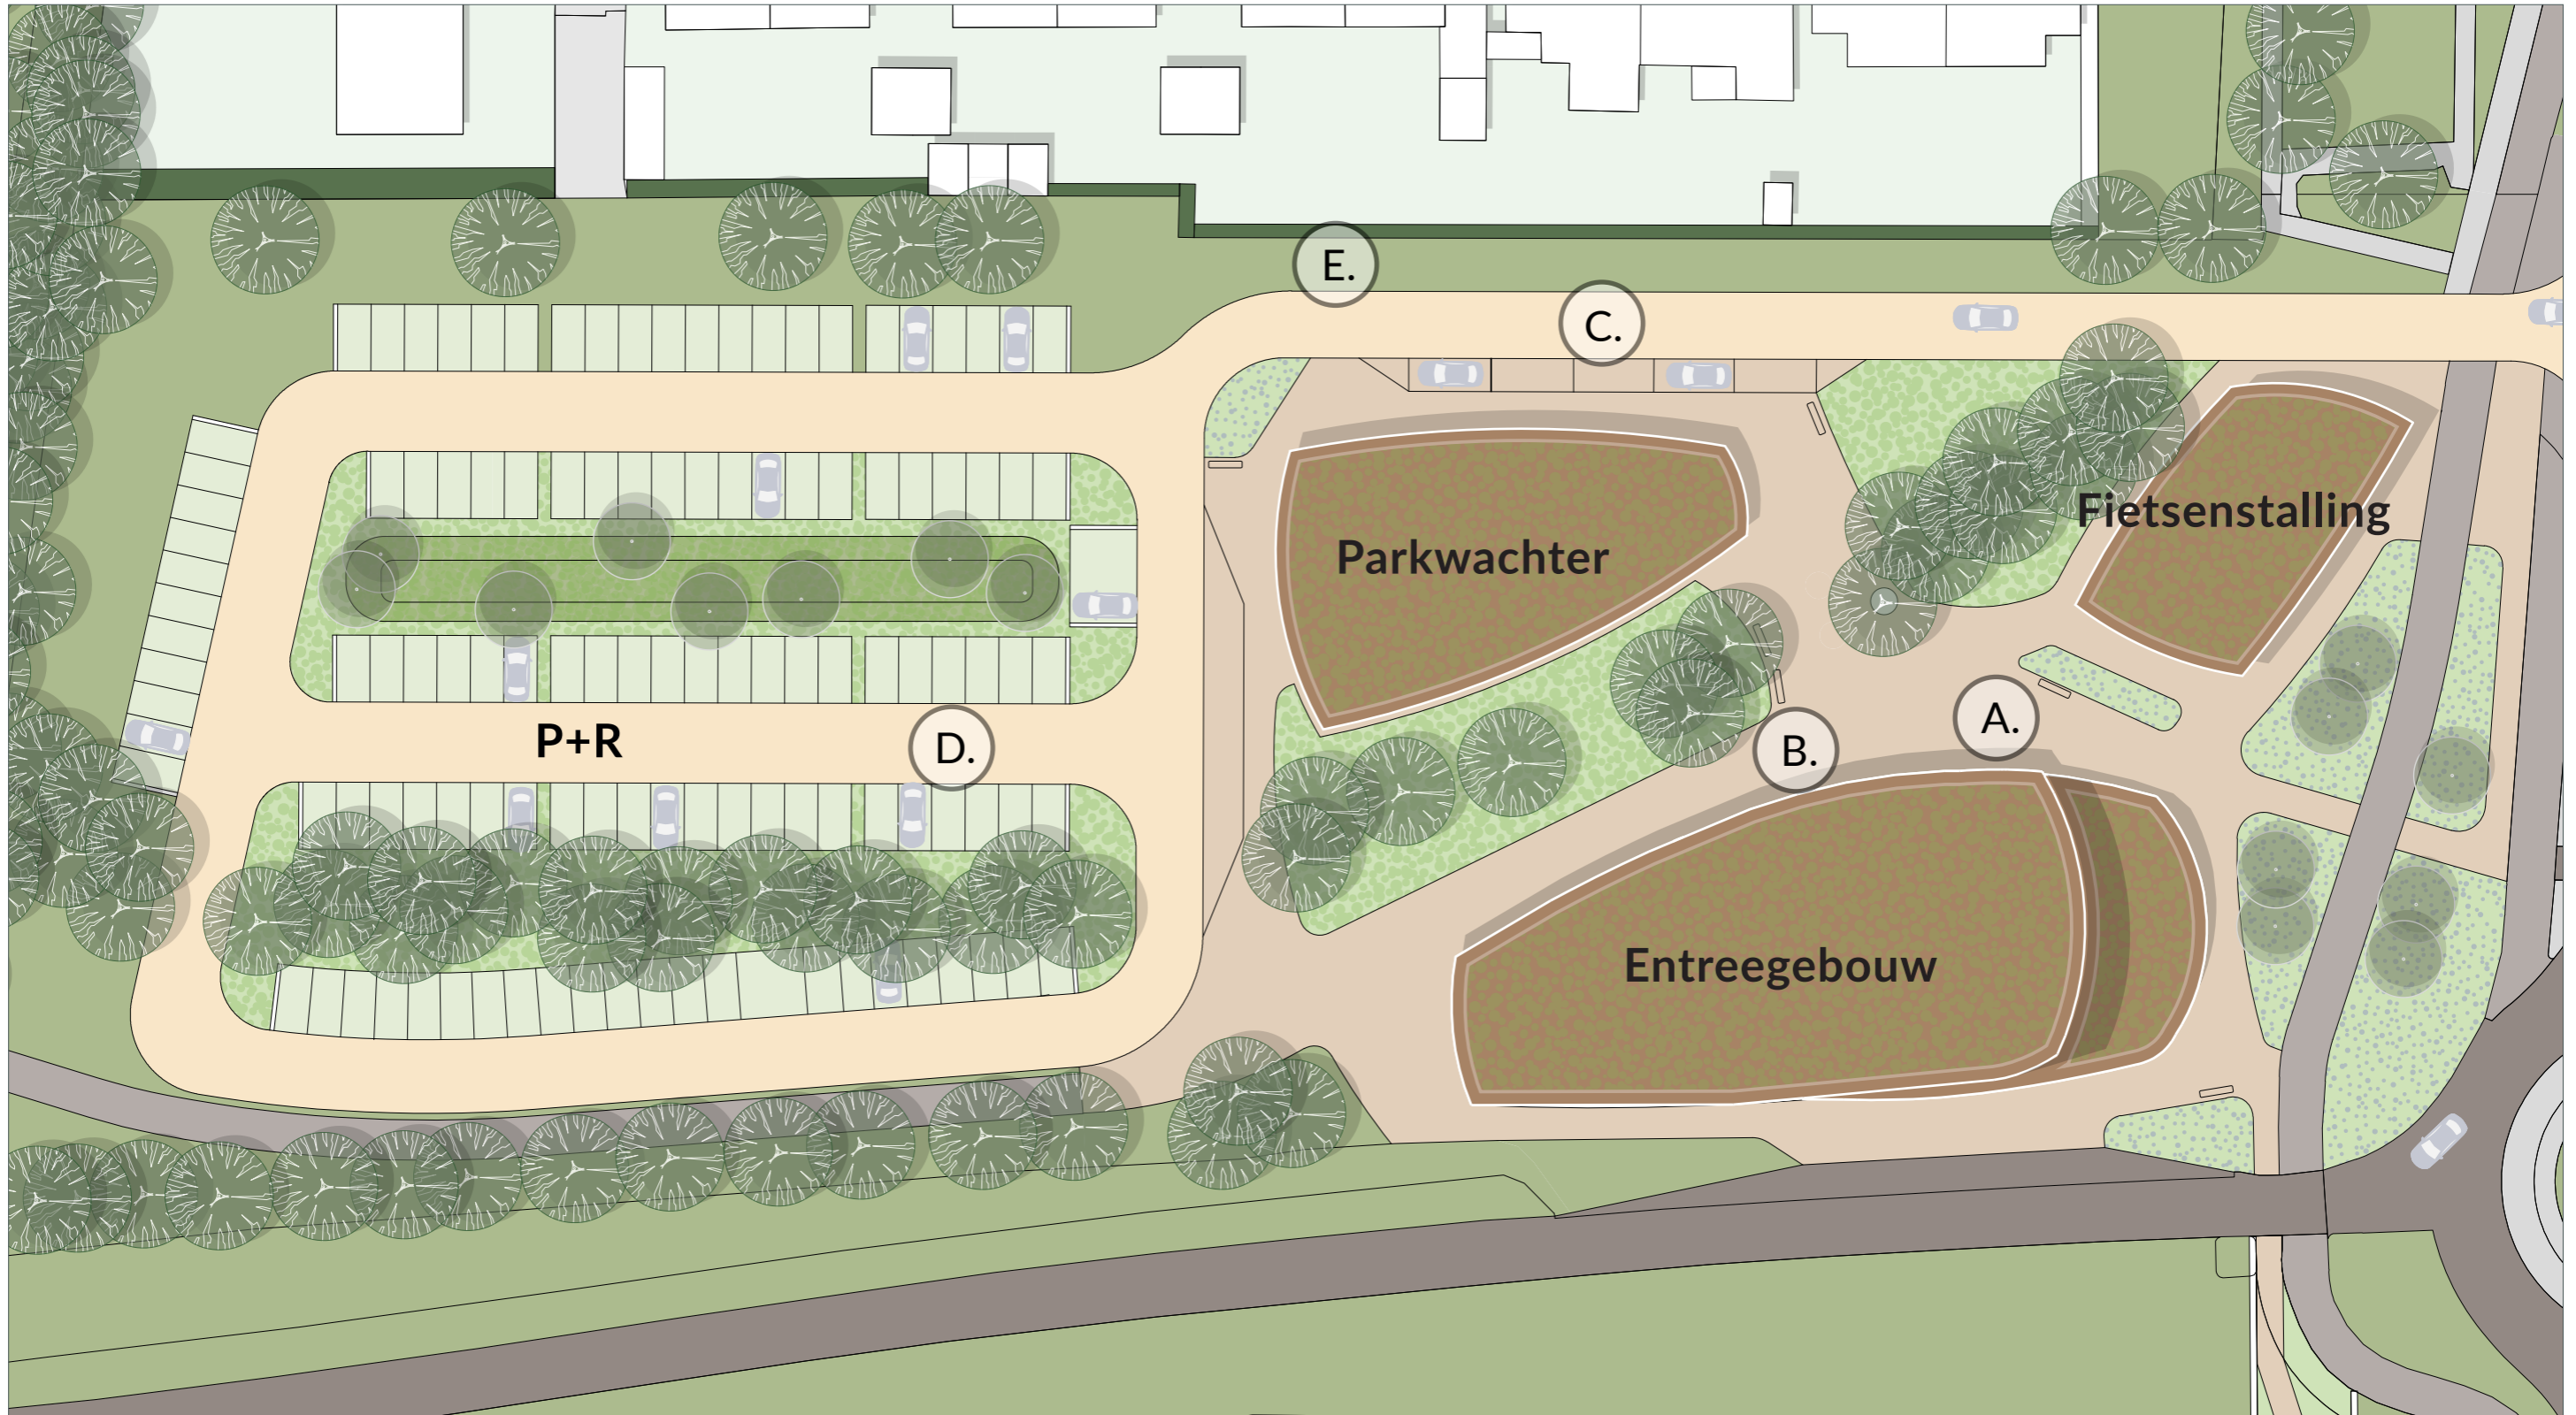 E.
C.
Fietsenstalling
Parkwachter
A.
P+R
D.
B.
Entreegebouw